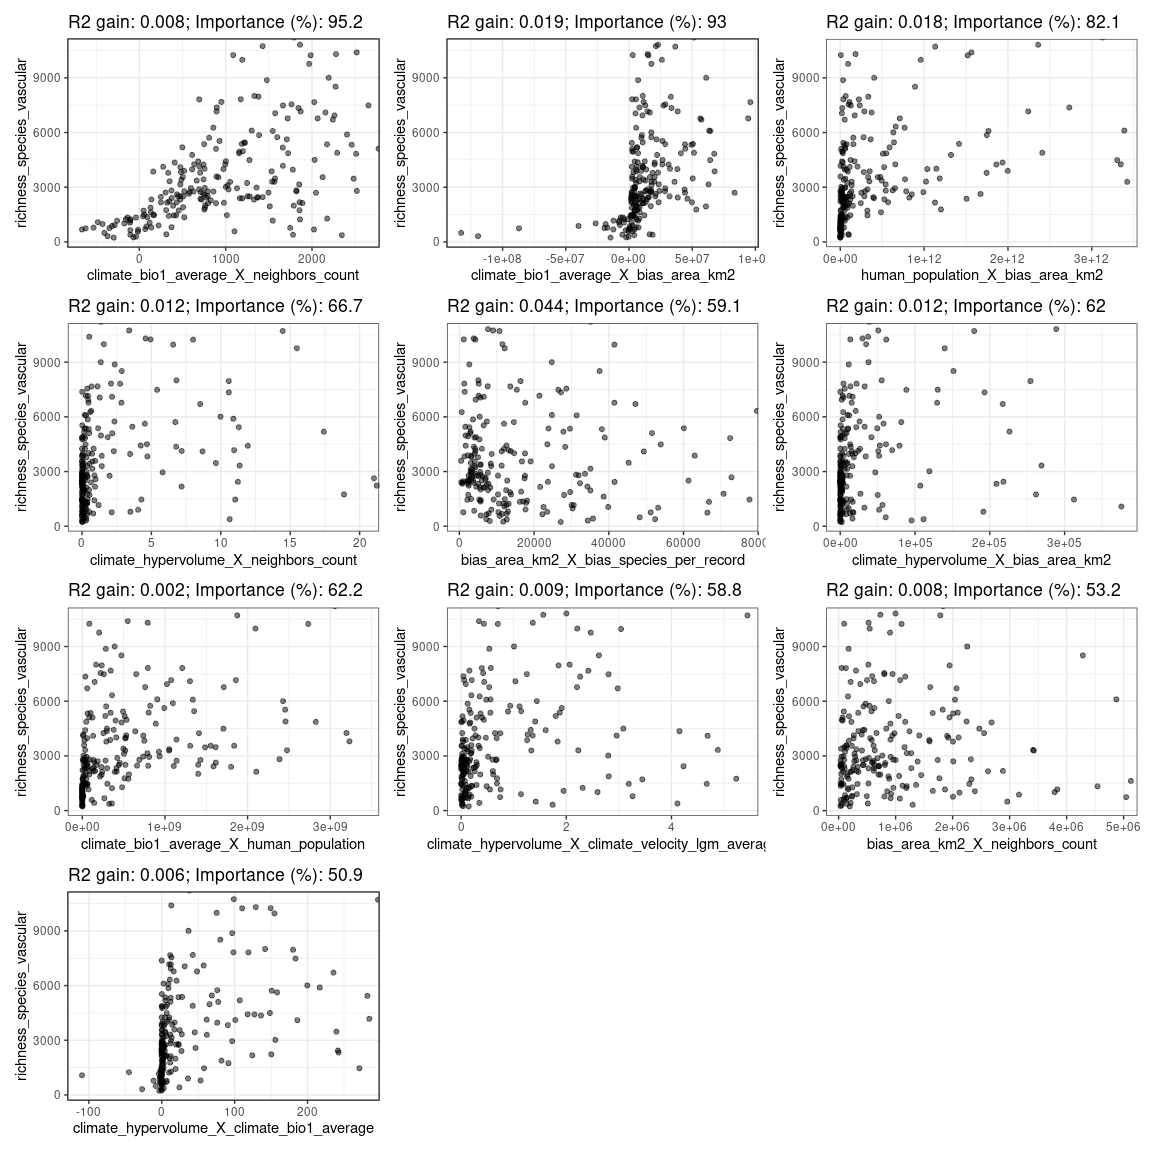 R2 gain: 0.008; Importance (%): 95.2
R2 gain: 0.019; Importance (%): 93
R2 gain: 0.018; Importance (%): 82.1
richness_species_vascular
9000
6000
3000
0
0
1000
2000
climate_bio1_average_X_neighbors_count
richness_species_vascular
-1e+08
-5e+07
0e+00
5e+07
1e+0
climate_bio1_average_X_bias_area_km2
richness_species_vascular
9000
6000
3000
0
0e+00
1e+12
2e+12
3e+12
human_population_X_bias_area_km2
R2 gain: 0.012; Importance (%): 66.7
R2 gain: 0.044; Importance (%): 59.1
R2 gain: 0.012; Importance (%): 62
richness_species_vascular
9000
6000
3000
0
0
5
10
15
20
climate_hypervolume_X_neighbors_count
richness_species_vascular
9000
6000
3000
0
0
20000
40000
60000
8000
bias_area_km2_X_bias_species_per_record
richness_species_vascular
9000
6000
3000
0
0e+00
1e+05
2e+05
3e+05
climate_hypervolume_X_bias_area_km2
R2 gain: 0.002; Importance (%): 62.2
R2 gain: 0.009; Importance (%): 58.8
R2 gain: 0.008; Importance (%): 53.2
richness_species_vascular
9000
6000
3000
0
0e+00
1e+09
2e+09
3e+09
climate_bio1_average_X_human_population
richness_species_vascular
9000
6000
3000
0
0
2
4
climate_hypervolume_X_climate_velocity_lgm_averag
richness_species_vascular
9000
6000
3000
0
0e+00
1e+06
2e+06
3e+06
4e+06
5e+06
bias_area_km2_X_neighbors_count
R2 gain: 0.006; Importance (%): 50.9
richness_species_vascular
9000
6000
3000
0
-100
0
100
200
climate_hypervolume_X_climate_bio1_average